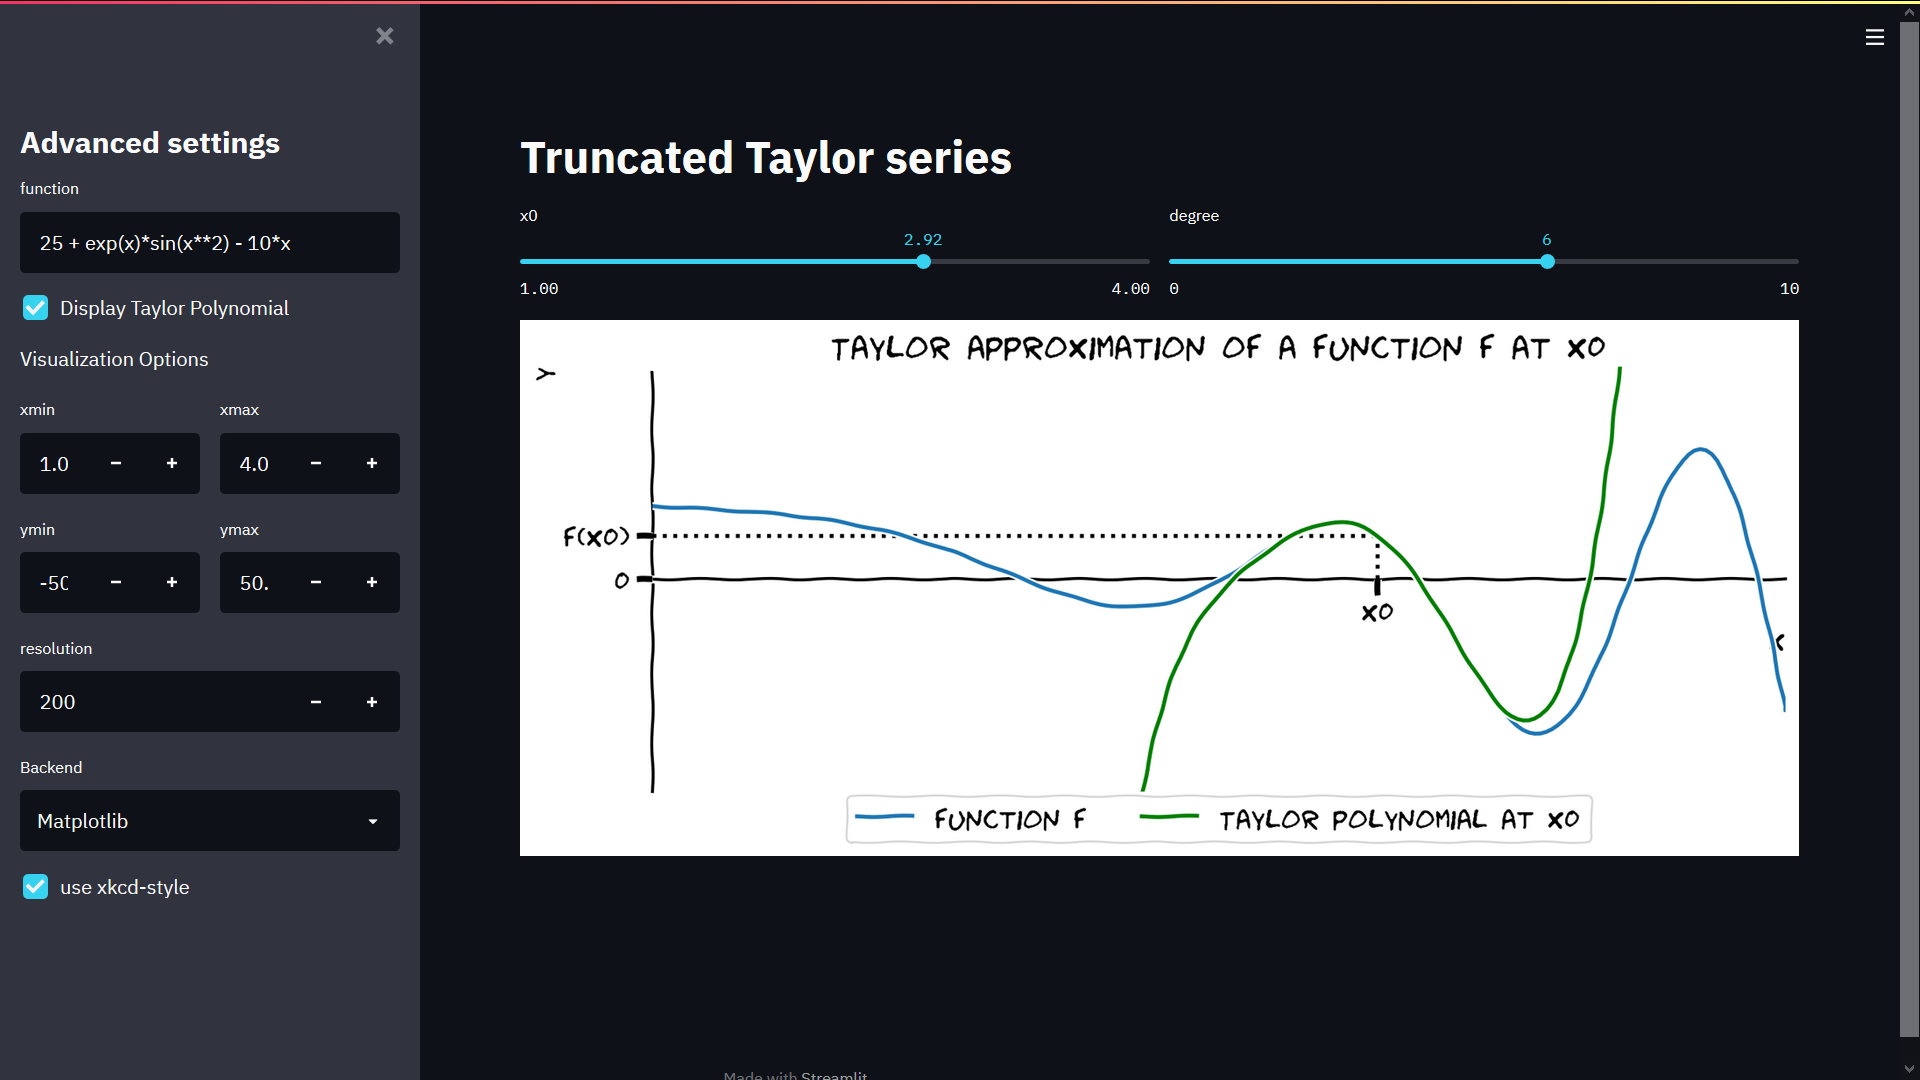 Advanced settings
function
25 + exp(x)*sin(x**2) - 10*x
Display Taylor Polynomial
Visualization Options
xmin xmax
1.0 − + 4.0 − +
ymin ymax
-50 − + 50. − +
resolution
200 − +
Backend
Matplotlib
use xkcd-style
Truncated Taylor series
x0 degree
2.92 6
1.00 4.00 0 10
TAYLOR APPROXIMATION OF A FUNCTION F AT X0
Y
F(X0)
0
X0
FUNCTION F TAYLOR POLYNOMIAL AT X0
Made with Streamlit